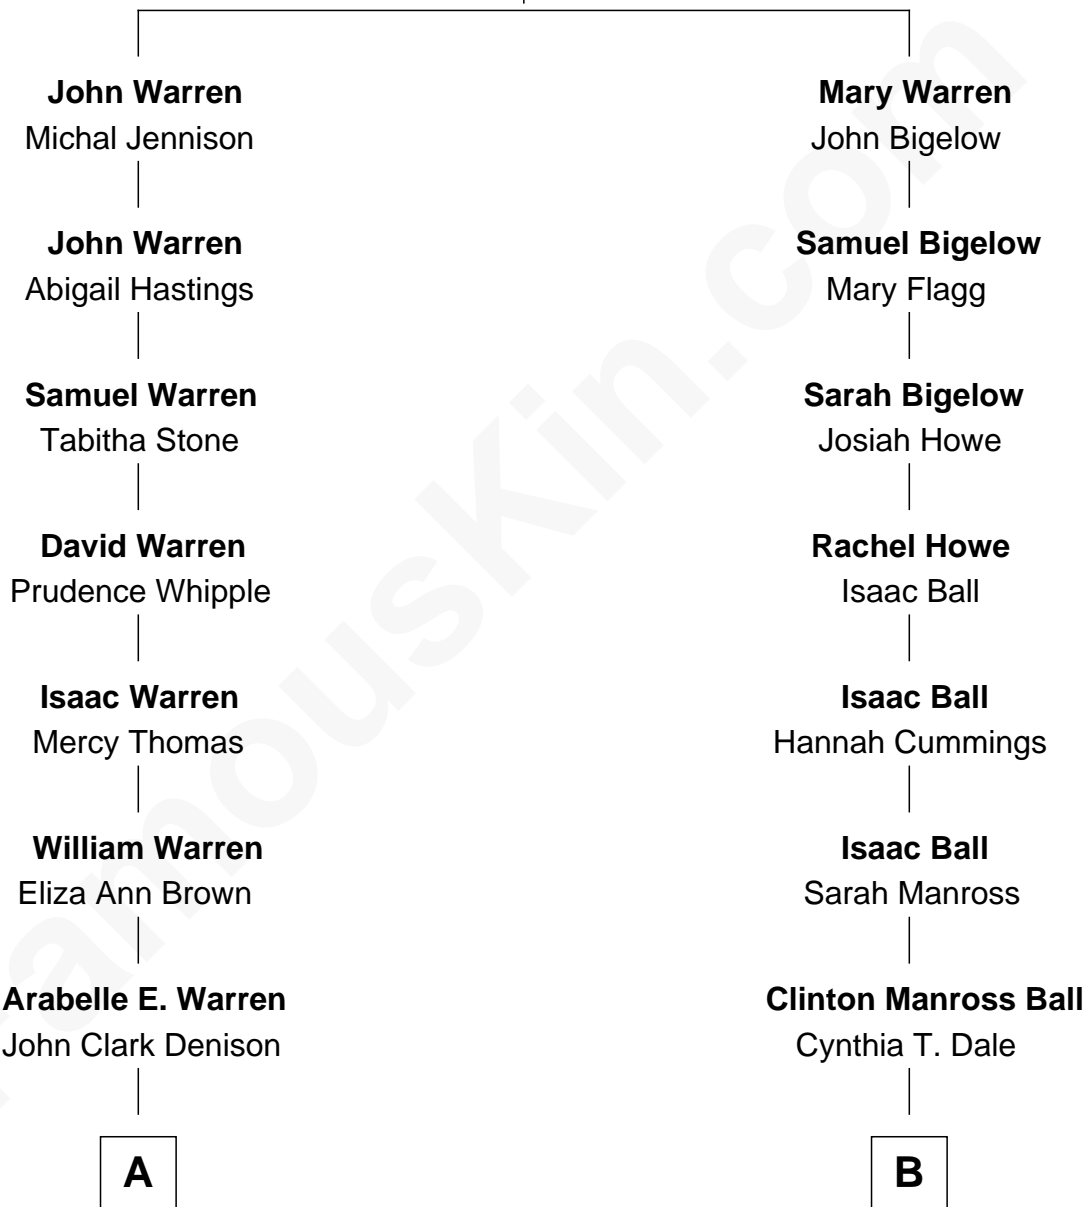 John Warren
Michal Jennison
Mary Warren
John Bigelow
John Warren
Abigail Hastings
Samuel Bigelow
Mary Flagg
Samuel Warren
Tabitha Stone
Sarah Bigelow
Josiah Howe
David Warren
Prudence Whipple
Rachel Howe
Isaac Ball
Isaac Warren
Mercy Thomas
Isaac Ball
Hannah Cummings
William Warren
Eliza Ann Brown
Isaac Ball
Sarah Manross
Arabelle E. Warren
John Clark Denison
Clinton Manross Ball
Cynthia T. Dale
A
B
FamousKin.com